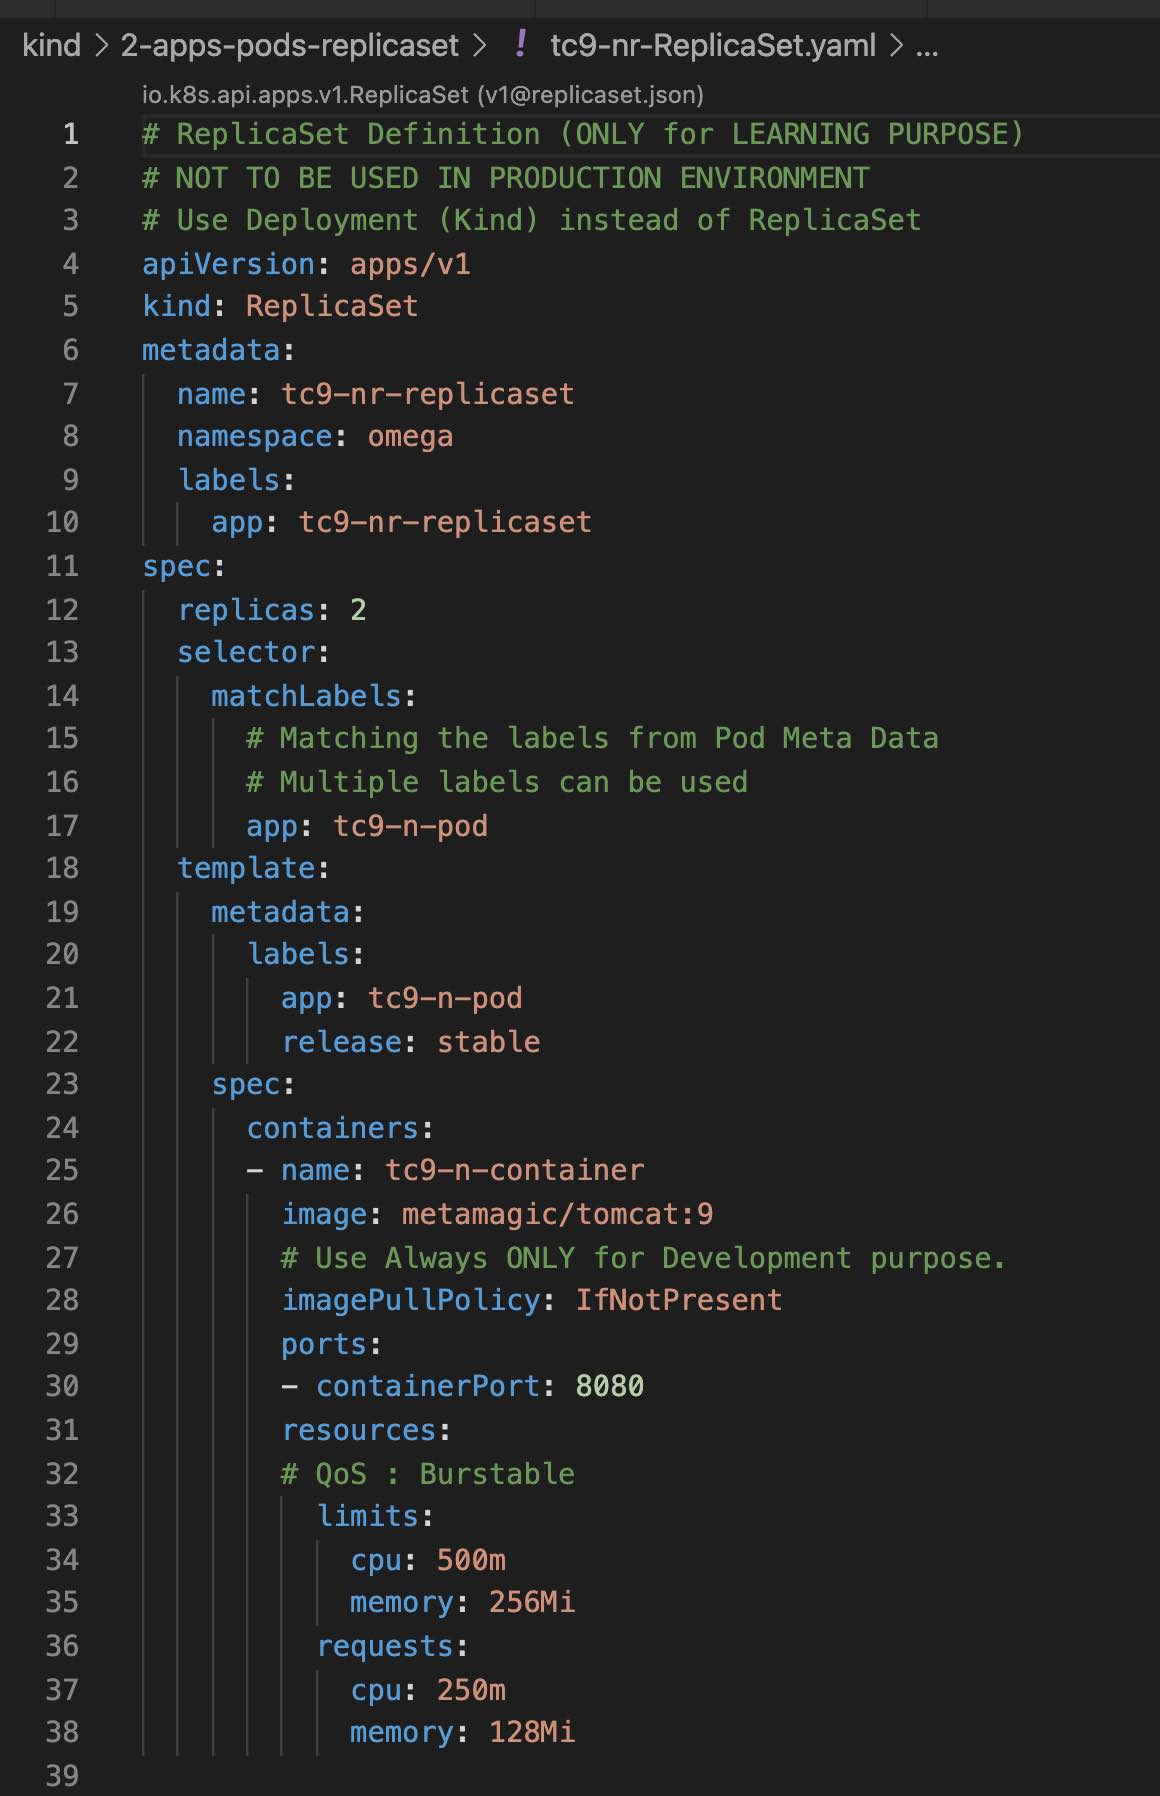 kind > 2-apps-pods-replicaset > ! tc9-nr-ReplicaSet.yaml > ...
io.k8s.api.apps.v1.ReplicaSet (v1@replicaset.json)
1 # ReplicaSet Definition (ONLY for LEARNING PURPOSE)
2 # NOT TO BE USED IN PRODUCTION ENVIRONMENT
3 # Use Deployment (Kind) instead of ReplicaSet
4 apiVersion: apps/v1
5 kind: ReplicaSet
6 metadata:
7   name: tc9-nr-replicaset
8   namespace: omega
9   labels:
10     app: tc9-nr-replicaset
11 spec:
12   replicas: 2
13   selector:
14     matchLabels:
15       # Matching the labels from Pod Meta Data
16       # Multiple labels can be used
17       app: tc9-n-pod
18   template:
19     metadata:
20       labels:
21         app: tc9-n-pod
22         release: stable
23     spec:
24       containers:
25       - name: tc9-n-container
26         image: metamagic/tomcat:9
27         # Use Always ONLY for Development purpose.
28         imagePullPolicy: IfNotPresent
29         ports:
30         - containerPort: 8080
31         resources:
32         # QoS : Burstable
33           limits:
34             cpu: 500m
35             memory: 256Mi
36           requests:
37             cpu: 250m
38             memory: 128Mi
39